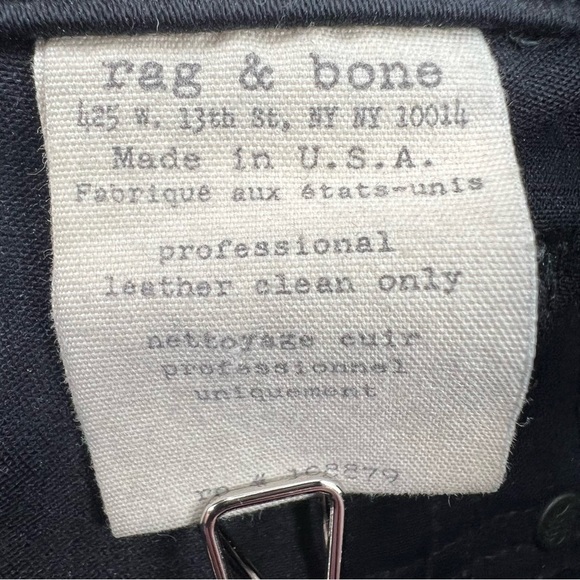 rag & bone
425 W. 13th St, NY NY 10014
Made in U.S.A.
Fabriqué aux états-unis
professional
leather clean only
nettoyage cuir
professionnel
uniquement